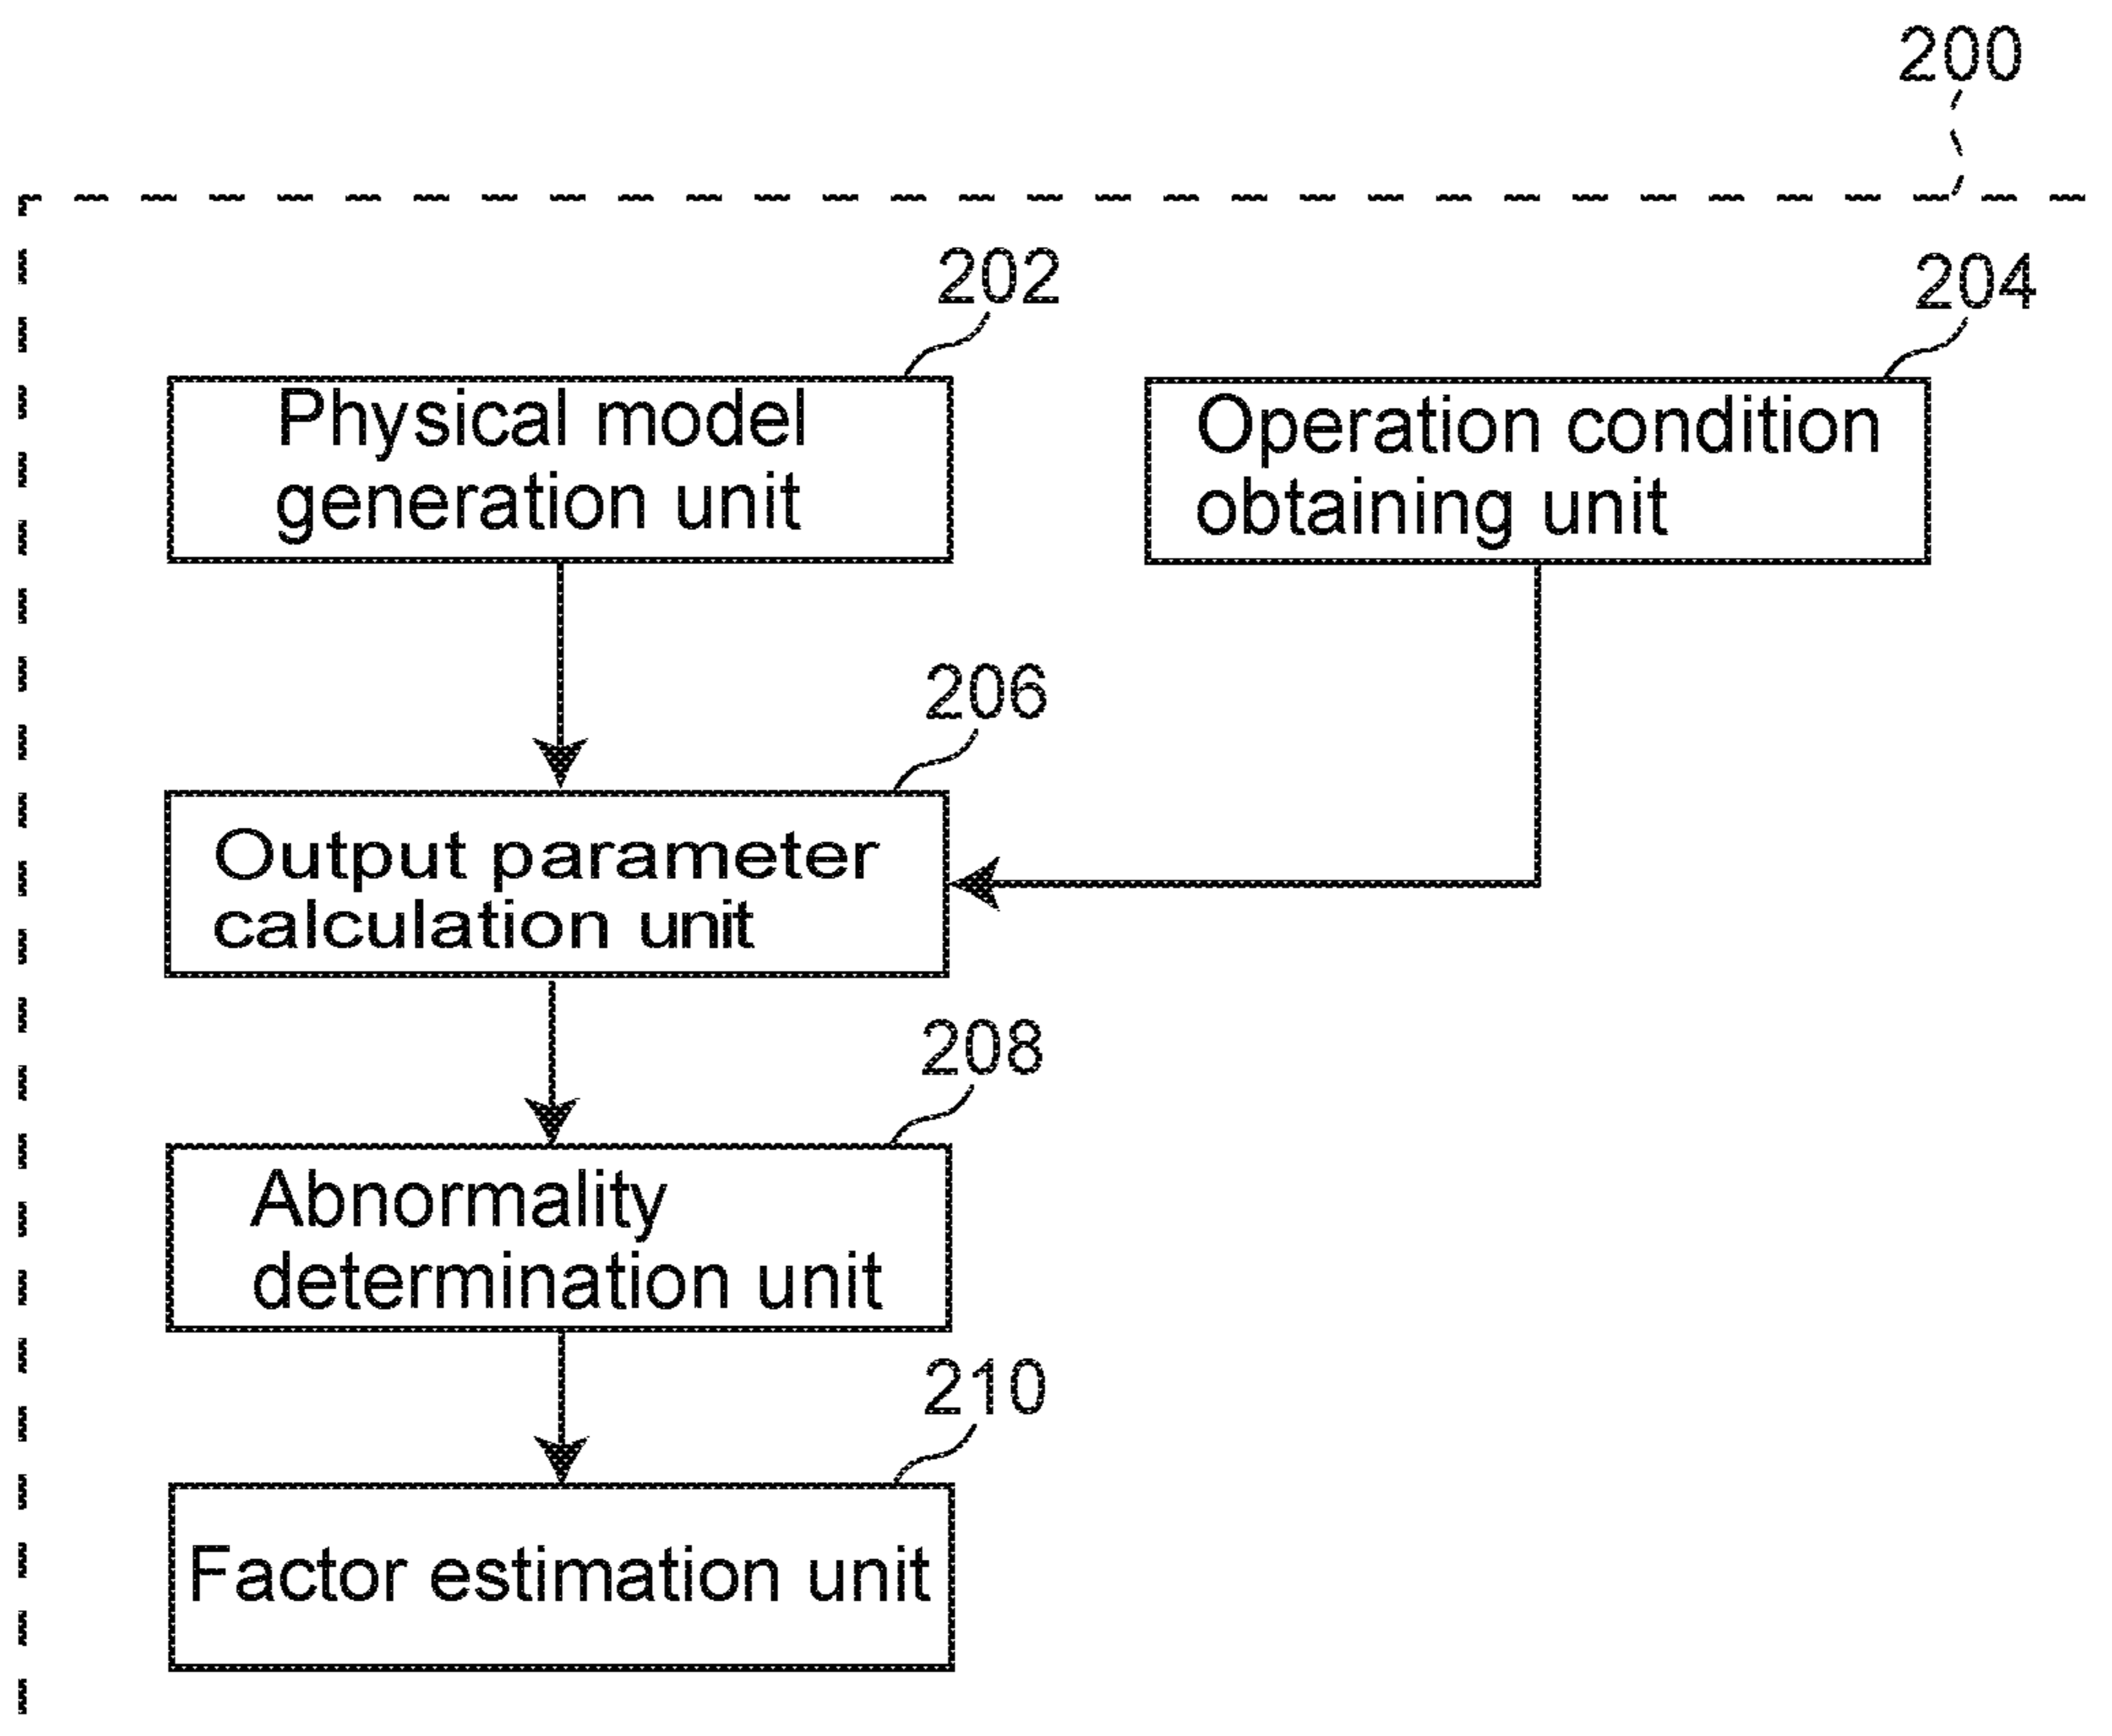 200
202
204
Physical model
generation unit
Operation condition
obtaining unit
206
Output parameter
calculation unit
208
Abnormality
determination unit
210
Factor estimation unit